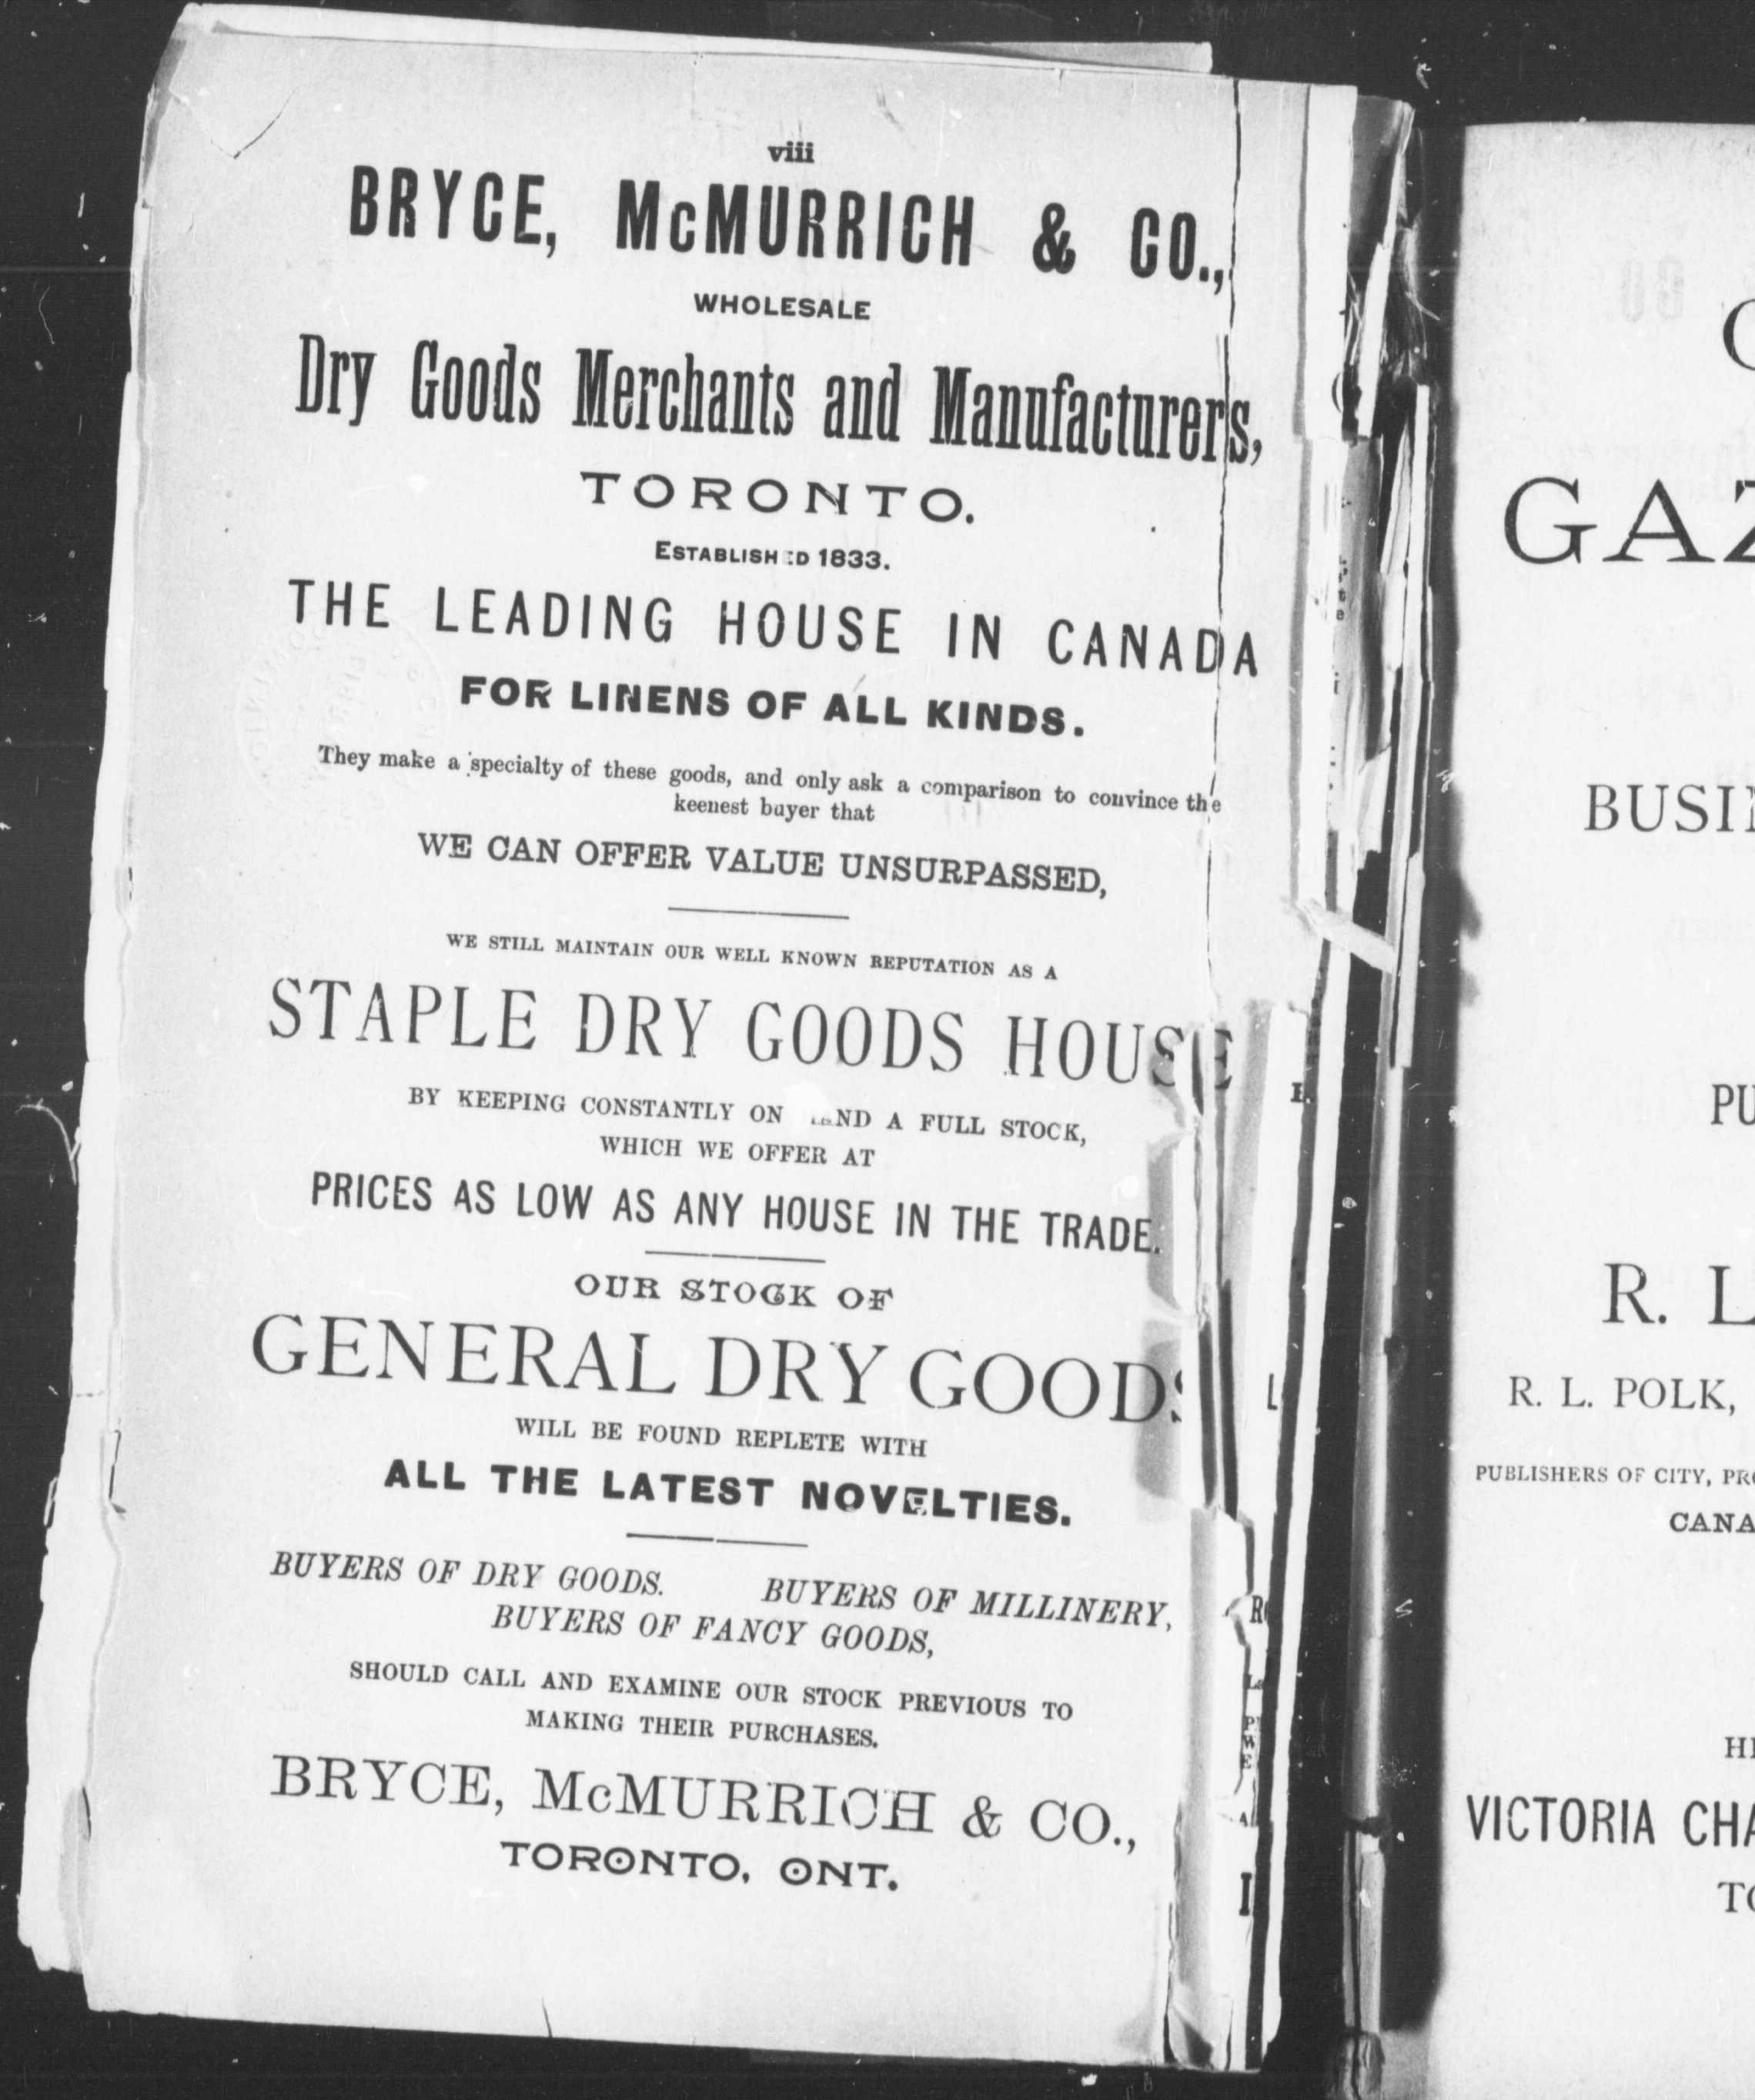 viii
BRYCE, McMURRICH & CO.,
WHOLESALE
Dry Goods Merchants and Manufacturers,
TORONTO.
ESTABLISHED 1833.
THE LEADING HOUSE IN CANADA
FOR LINENS OF ALL KINDS.
They make a specialty of these goods, and only ask a comparison to convince the
keenest buyer that
WE CAN OFFER VALUE UNSURPASSED,
WE STILL MAINTAIN OUR WELL KNOWN REPUTATION AS A
STAPLE DRY GOODS HOUSE
BY KEEPING CONSTANTLY ON HAND A FULL STOCK,
WHICH WE OFFER AT
PRICES AS LOW AS ANY HOUSE IN THE TRADE.
OUR STOCK OF
GENERAL DRY GOODS
WILL BE FOUND REPLETE WITH
ALL THE LATEST NOVELTIES.
BUYERS OF DRY GOODS. BUYERS OF MILLINERY,
BUYERS OF FANCY GOODS,
SHOULD CALL AND EXAMINE OUR STOCK PREVIOUS TO
MAKING THEIR PURCHASES.
BRYCE, McMURRICH & CO.,
TORONTO, ONT.
GAZ
BUSIN
PU
R. L
R. L. POLK,
PUBLISHERS OF CITY, PRO
CANA
VICTORIA CHA
TO